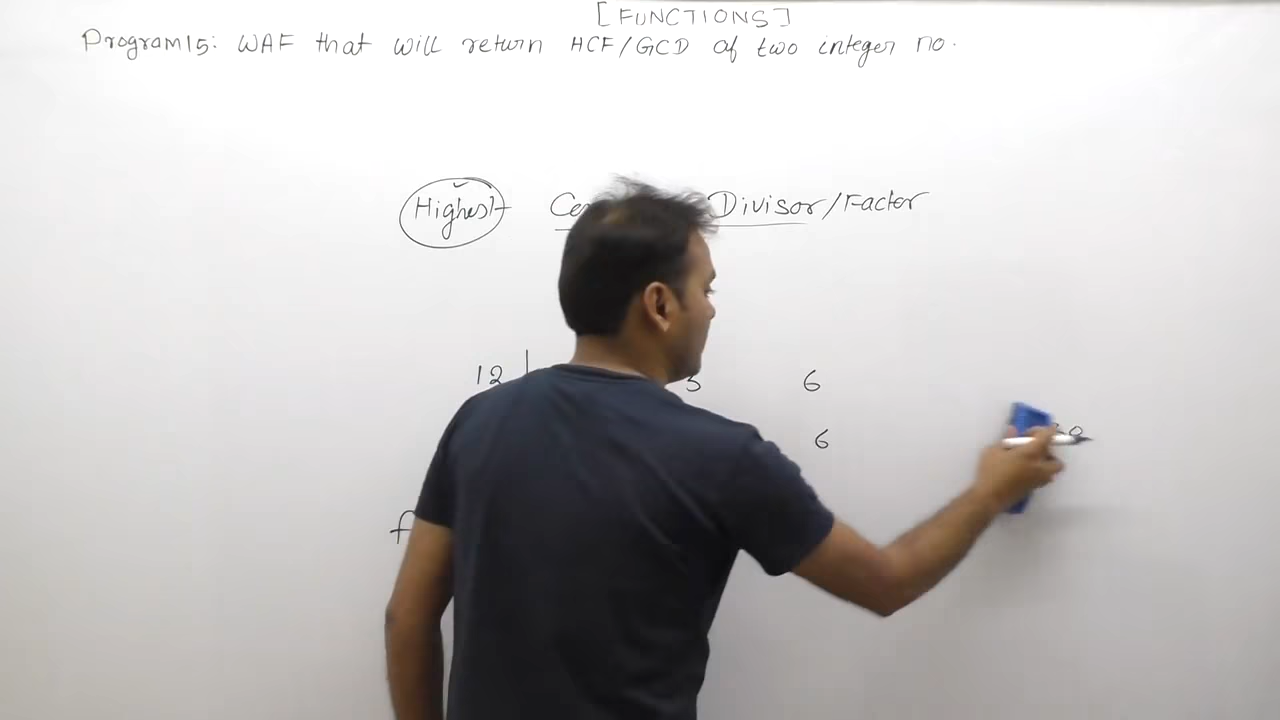 [FUNCTIONS]
Program15: WAF that will return HCF/GCD of two integer no.
Highest Divisor/Factor
12 3 6
6